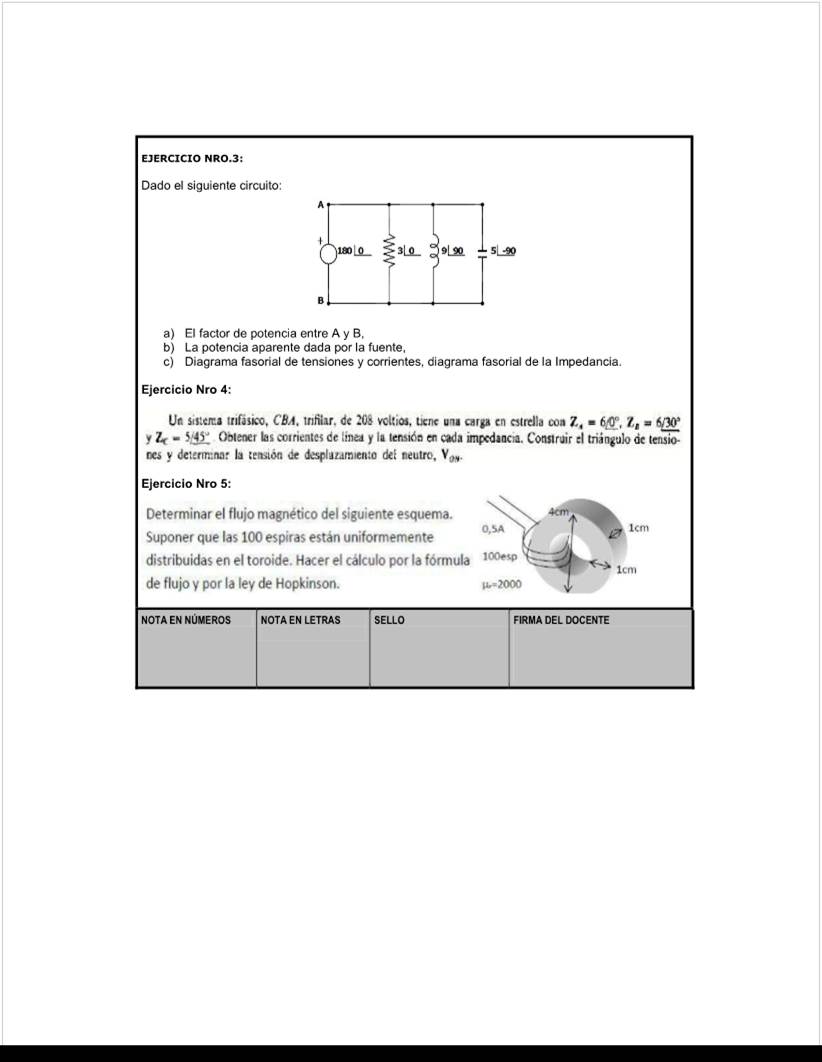 EJERCICIO NRO.3:
Dado el siguiente circuito:
A
+
180|0
3|0
9|90
5|-90
B
a) El factor de potencia entre A y B,
b) La potencia aparente dada por la fuente,
c) Diagrama fasorial de tensiones y corrientes, diagrama fasorial de la Impedancia.
Ejercicio Nro 4:
Un sistema trifásico, CBA, trifilar, de 208 voltios, tiene una carga en estrella con Z_A = 6/0°, Z_B = 6/30°
y Z_C = 5/45°. Obtener las corrientes de línea y la tensión en cada impedancia. Construir el triángulo de tensio-
nes y determinar la tensión de desplazamiento del neutro, V_ON.
Ejercicio Nro 5:
Determinar el flujo magnético del siguiente esquema.
Suponer que las 100 espiras están uniformemente
distribuidas en el toroide. Hacer el cálculo por la fórmula
de flujo y por la ley de Hopkinson.
4cm
0,5A
1cm
100esp
1cm
μᵣ=2000
NOTA EN NÚMEROS
NOTA EN LETRAS
SELLO
FIRMA DEL DOCENTE